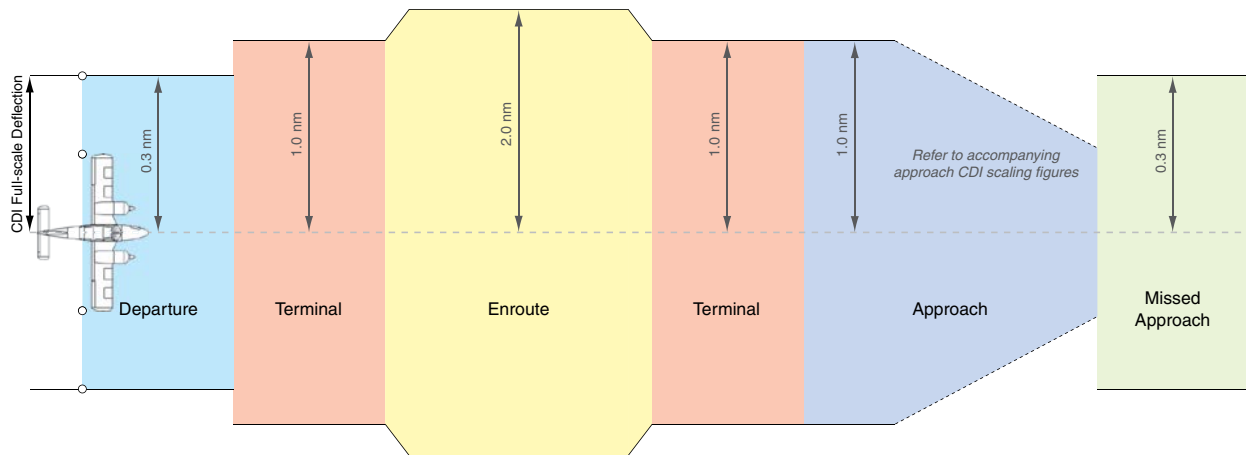 CDI Full-scale Deflection
0.3 nm
1.0 nm
2.0 nm
1.0 nm
1.0 nm
Refer to accompanying
approach CDI scaling figures
0.3 nm
Departure
Terminal
Enroute
Terminal
Approach
Missed
Approach